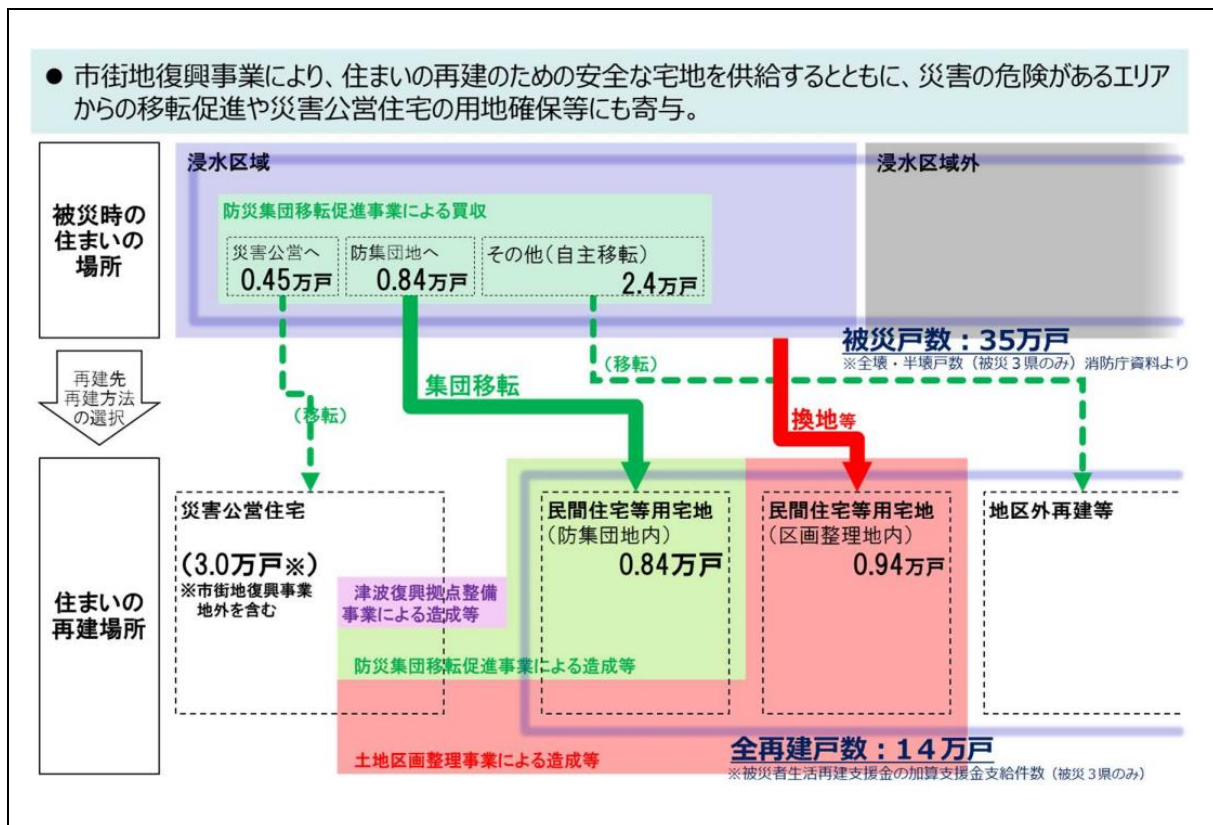 ● 市街地復興事業により、住まいの再建のための安全な宅地を供給するとともに、災害の危険があるエリア
からの移転促進や災害公営住宅の用地確保等にも寄与。
被災時の
住まいの
場所
浸水区域
浸水区域外
防災集団移転促進事業による買収
災害公営へ
0.45万戸
防集団地へ
0.84万戸
その他(自主移転)
2.4万戸
被災戸数:35万戸
※全壊・半壊戸数(被災3県のみ)消防庁資料より
再建先
再建方法
の選択
(移転)
集団移転
(移転)
換地等
住まいの
再建場所
災害公営住宅
(3.0万戸※)
※市街地復興事業
地外を含む
民間住宅等用宅地
(防集団地内)
0.84万戸
民間住宅等用宅地
(区画整理地内)
0.94万戸
地区外再建等
津波復興拠点整備
事業による造成等
防災集団移転促進事業による造成等
土地区画整理事業による造成等
全再建戸数:14万戸
※被災者生活再建支援金の加算支援金支給件数(被災3県のみ)